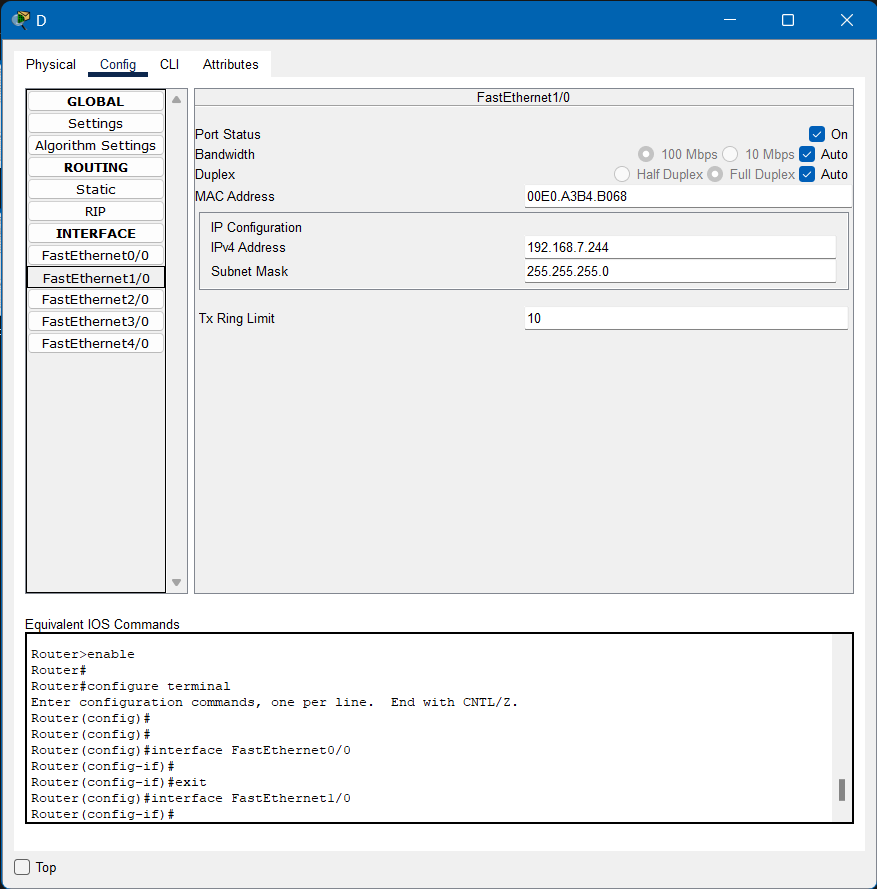 D
Physical Config CLI Attributes
GLOBAL
Settings
Algorithm Settings
ROUTING
Static
RIP
INTERFACE
FastEthernet0/0
FastEthernet1/0
FastEthernet2/0
FastEthernet3/0
FastEthernet4/0
FastEthernet1/0
Port Status On
Bandwidth 100 Mbps 10 Mbps Auto
Duplex Half Duplex Full Duplex Auto
MAC Address 00E0.A3B4.B068
IP Configuration
IPv4 Address 192.168.7.244
Subnet Mask 255.255.255.0
Tx Ring Limit 10
Equivalent IOS Commands
Router>enable
Router#
Router#configure terminal
Enter configuration commands, one per line. End with CNTL/Z.
Router(config)#
Router(config)#
Router(config)#interface FastEthernet0/0
Router(config-if)#
Router(config-if)#exit
Router(config)#interface FastEthernet1/0
Router(config-if)#
Top